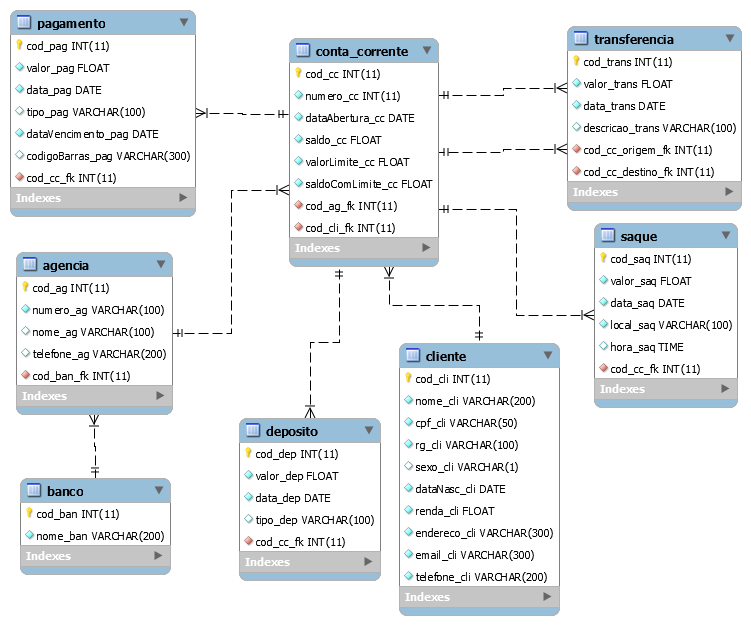 pagamento
cod_pag INT(11)
valor_pag FLOAT
data_pag DATE
tipo_pag VARCHAR(100)
dataVencimento_pag DATE
codigoBarras_pag VARCHAR(300)
cod_cc_fk INT(11)
Indexes
conta_corrente
cod_cc INT(11)
numero_cc INT(11)
dataAbertura_cc DATE
saldo_cc FLOAT
valorLimite_cc FLOAT
saldoComLimite_cc FLOAT
cod_ag_fk INT(11)
cod_cli_fk INT(11)
Indexes
transferencia
cod_trans INT(11)
valor_trans FLOAT
data_trans DATE
descricao_trans VARCHAR(100)
cod_cc_origem_fk INT(11)
cod_cc_destino_fk INT(11)
Indexes
saque
cod_saq INT(11)
valor_saq FLOAT
data_saq DATE
local_saq VARCHAR(100)
hora_saq TIME
cod_cc_fk INT(11)
Indexes
agencia
cod_ag INT(11)
numero_ag VARCHAR(100)
nome_ag VARCHAR(100)
telefone_ag VARCHAR(200)
cod_ban_fk INT(11)
Indexes
cliente
cod_cli INT(11)
nome_cli VARCHAR(200)
cpf_cli VARCHAR(50)
rg_cli VARCHAR(100)
sexo_cli VARCHAR(1)
dataNasc_cli DATE
renda_cli FLOAT
endereco_cli VARCHAR(300)
email_cli VARCHAR(300)
telefone_cli VARCHAR(200)
Indexes
deposito
cod_dep INT(11)
valor_dep FLOAT
data_dep DATE
tipo_dep VARCHAR(100)
cod_cc_fk INT(11)
Indexes
banco
cod_ban INT(11)
nome_ban VARCHAR(200)
Indexes